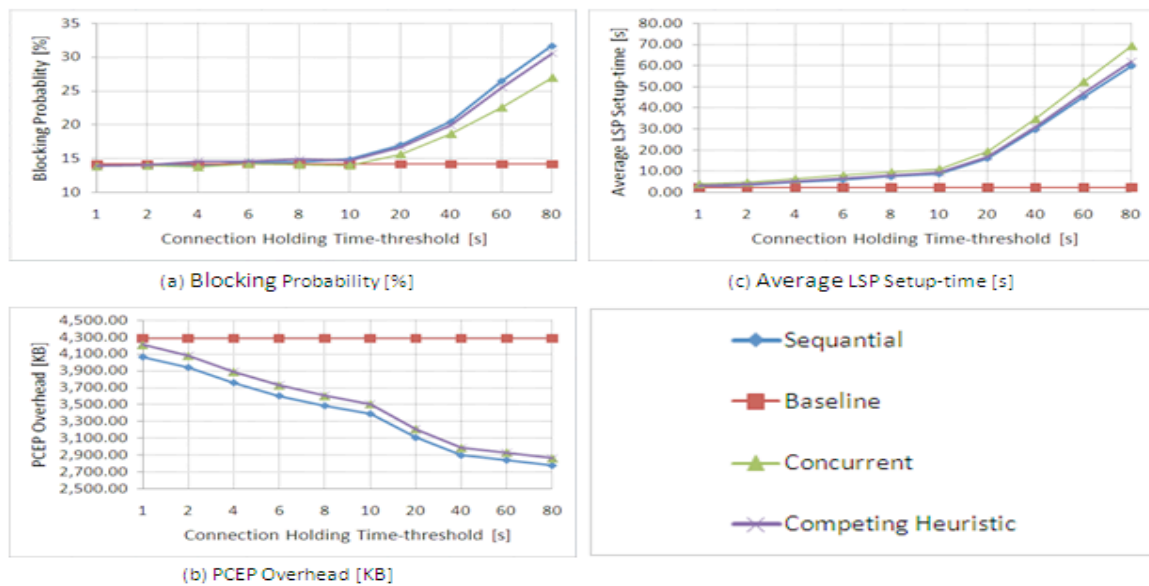 35
30
25
20
15
10
Blocking Probablity [%]
1 2 4 6 8 10 20 40 60 80
Connection Holding Time-threshold [s]
(a) Blocking Probability [%]
80.00
70.00
60.00
50.00
40.00
30.00
20.00
10.00
0.00
Average LSP Setup-time [s]
1 2 4 6 8 10 20 40 60 80
Connection Holding Time-threshold [s]
(c) Average LSP Setup-time [s]
4,500.00
4,300.00
4,100.00
3,900.00
3,700.00
3,500.00
3,300.00
3,100.00
2,900.00
2,700.00
2,500.00
PCEP Overhead [KB]
1 2 4 6 8 10 20 40 60 80
Connection Holding Time-threshold [s]
(b) PCEP Overhead [KB]
Sequantial
Baseline
Concurrent
Competing Heuristic